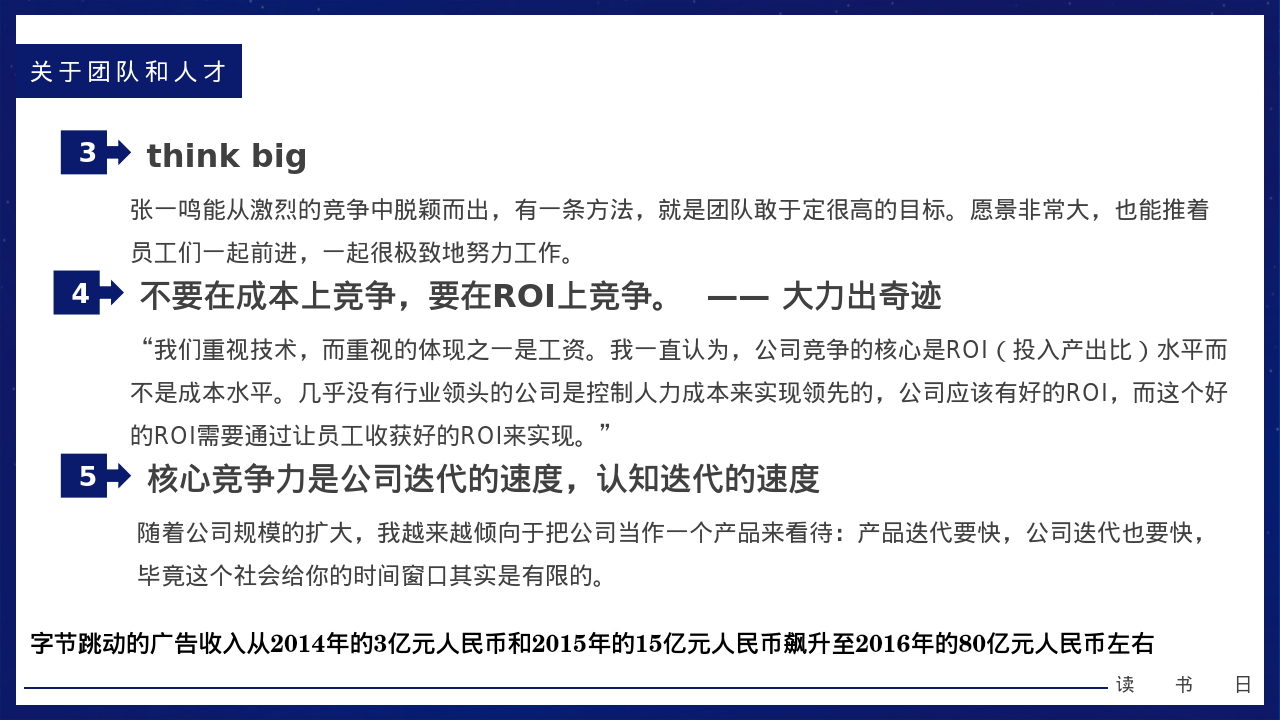 关于团队和人才
3 think big
张一鸣能从激烈的竞争中脱颖而出，有一条方法，就是团队敢于定很高的目标。愿景非常大，也能推着
员工们一起前进，一起很极致地努力工作。
4 不要在成本上竞争，要在ROI上竞争。 —— 大力出奇迹
“我们重视技术，而重视的体现之一是工资。我一直认为，公司竞争的核心是ROI（投入产出比）水平而
不是成本水平。几乎没有行业领头的公司是控制人力成本来实现领先的，公司应该有好的ROI，而这个好
的ROI需要通过让员工收获好的ROI来实现。”
5 核心竞争力是公司迭代的速度，认知迭代的速度
随着公司规模的扩大，我越来越倾向于把公司当作一个产品来看待：产品迭代要快，公司迭代也要快，
毕竟这个社会给你的时间窗口其实是有限的。
字节跳动的广告收入从2014年的3亿元人民币和2015年的15亿元人民币飙升至2016年的80亿元人民币左右
读 书 日